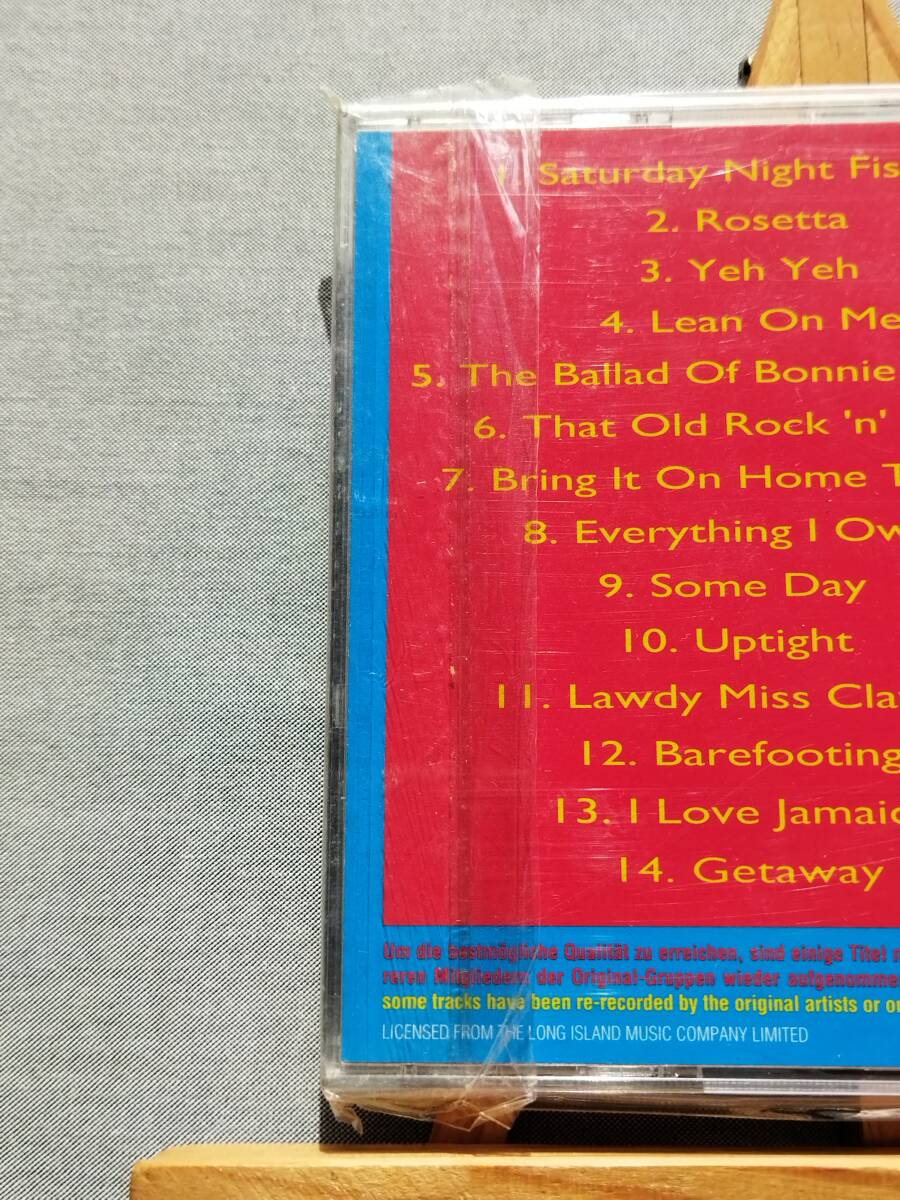 1. Saturday Night Fis
2. Rosetta
3. Yeh Yeh
4. Lean On Me
5. The Ballad Of Bonnie
6. That Old Rock 'n'
7. Bring It On Home T
8. Everything I Ow
9. Some Day
10. Uptight
11. Lawdy Miss Cla
12. Barefooting
13. I Love Jamaic
14. Getaway
Um die bestmögliche Qualität zu erreichen, sind einige Titel
reren Mitgliedern der Original-Gruppen wieder aufgenomme
some tracks have been re-recorded by the original artists or or
LICENSED FROM THE LONG ISLAND MUSIC COMPANY LIMITED